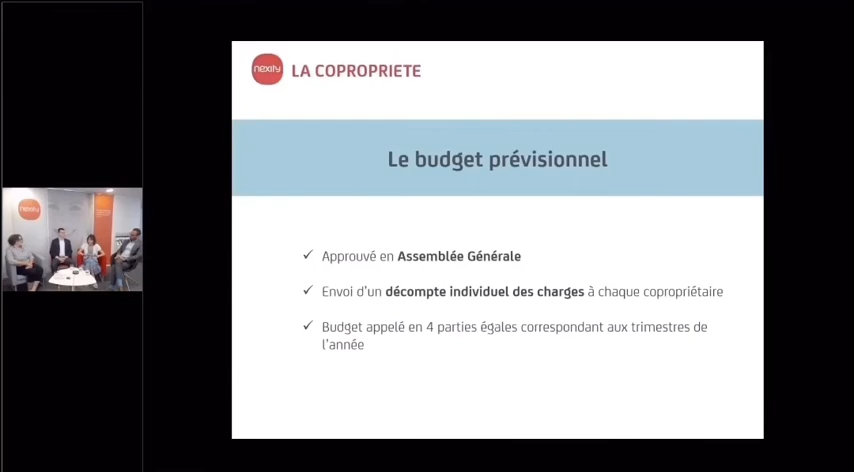 nexity LA COPROPRIETE
Le budget prévisionnel
✓ Approuvé en Assemblée Générale
✓ Envoi d'un décompte individuel des charges à chaque copropriétaire
✓ Budget appelé en 4 parties égales correspondant aux trimestres de
l'année
nexity